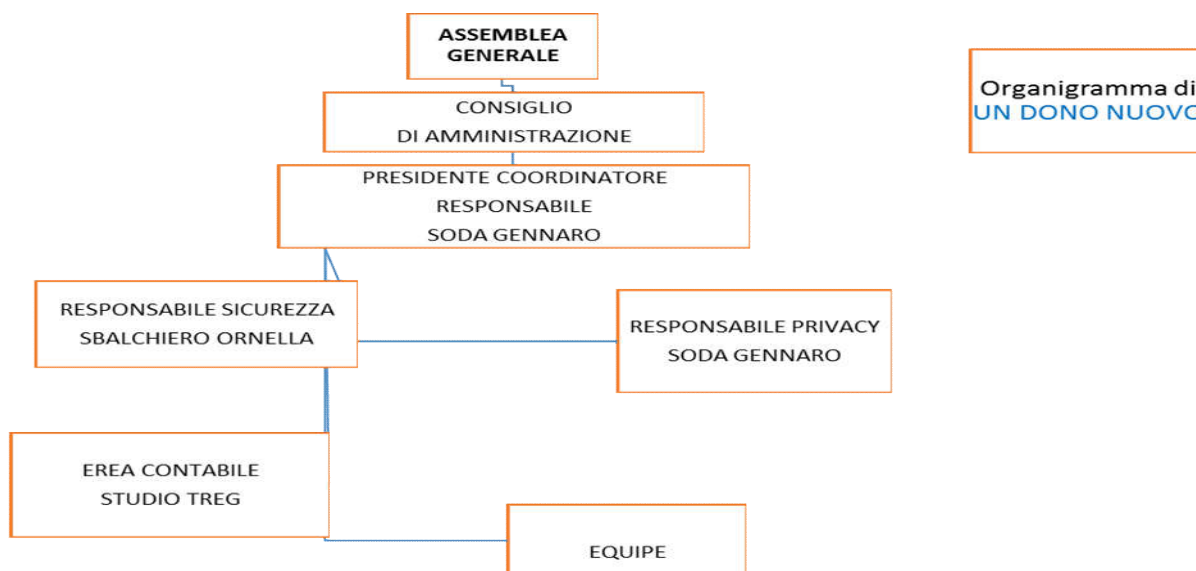 ASSEMBLEA
GENERALE
Organigramma di
UN DONO NUOVO
CONSIGLIO
DI AMMINISTRAZIONE
PRESIDENTE COORDINATORE
RESPONSABILE
SODA GENNARO
RESPONSABILE SICUREZZA
SBALCHIERO ORNELLA
RESPONSABILE PRIVACY
SODA GENNARO
EREA CONTABILE
STUDIO TREG
EQUIPE